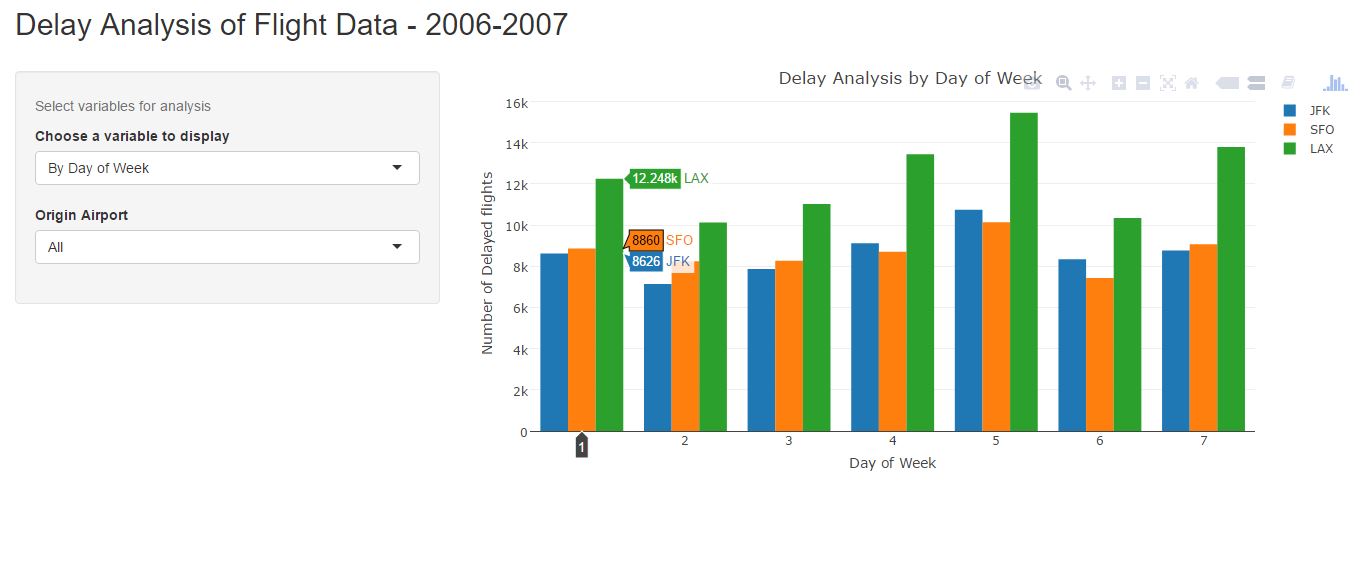 Delay Analysis of Flight Data - 2006-2007
Select variables for analysis
Choose a variable to display
By Day of Week
Origin Airport
All
Delay Analysis by Day of Week
Number of Delayed flights
16k
14k
12k
10k
8k
6k
4k
2k
0
12.248k LAX
8860 SFO
8626 JFK
1
2
3
4
5
6
7
Day of Week
JFK
SFO
LAX